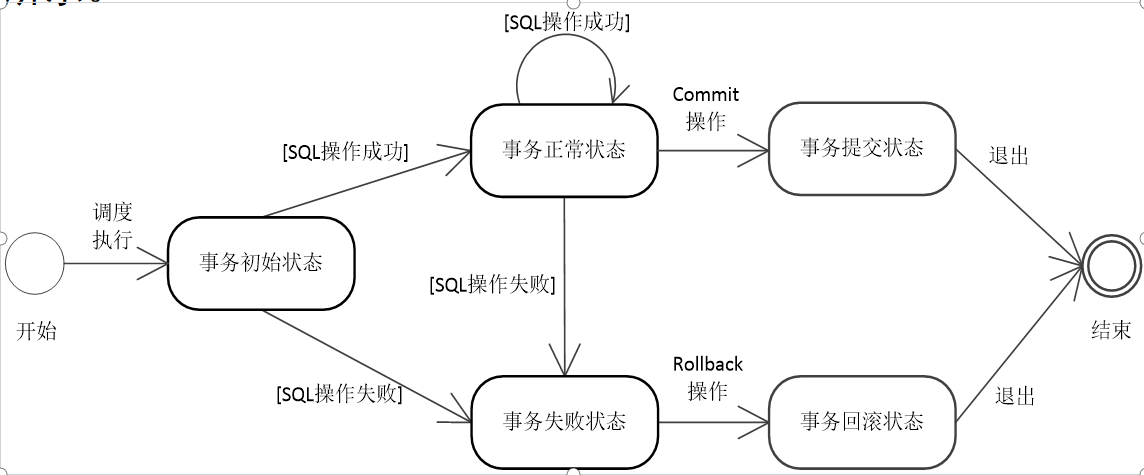 [SQL操作成功]
Commit
操作
事务正常状态
事务提交状态
[SQL操作成功]
退出
调度
执行
事务初始状态
[SQL操作失败]
开始
结束
Rollback
操作
[SQL操作失败]
退出
事务失败状态
事务回滚状态